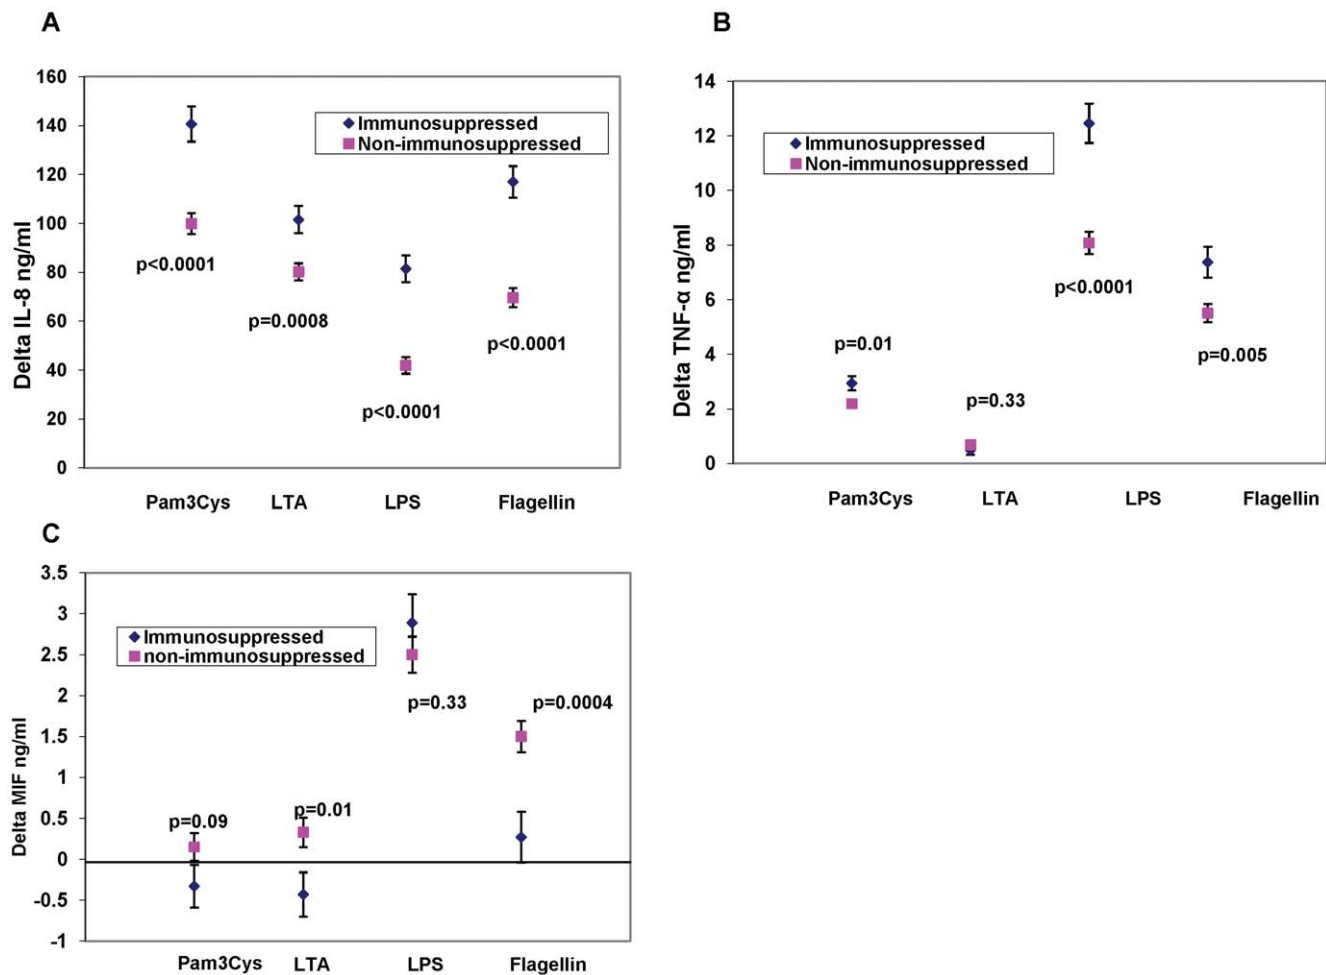 A
160
140
120
100
80
60
40
20
0
Delta IL-8 ng/ml
Immunosuppressed
Non-immunosuppressed
p<0.0001
p=0.0008
p<0.0001
p<0.0001
Pam3Cys LTA LPS Flagellin
B
14
12
10
8
6
4
2
0
Delta TNF-α ng/ml
Immunosuppressed
Non-immunosuppressed
p=0.01
p=0.33
p<0.0001
p=0.005
Pam3Cys LTA LPS Flagellin
C
3.5
3
2.5
2
1.5
1
0.5
0
-0.5
-1
Delta MIF ng/ml
Immunosuppressed
non-immunosuppressed
p=0.09
p=0.01
p=0.33
p=0.0004
Pam3Cys LTA LPS Flagellin